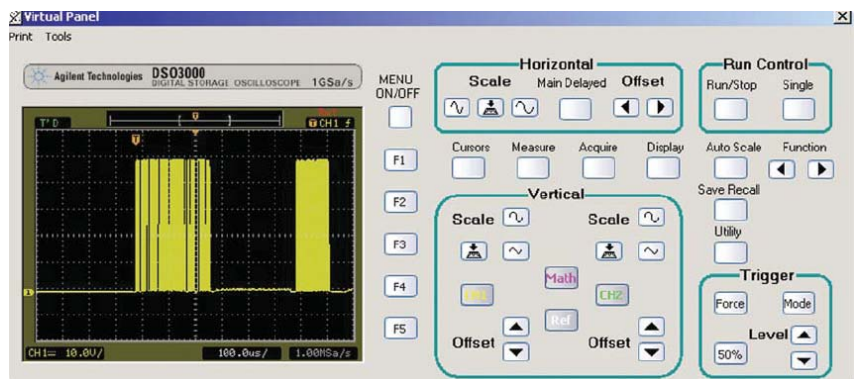 Virtual Panel
Print Tools
Agilent Technologies DSO3000
DIGITAL STORAGE OSCILLOSCOPE 1GSa/s
T'D
CH1
CH1= 10.0V/ 100.0us/ 1.00MSa/s
MENU
ON/OFF
F1
F2
F3
F4
F5
Horizontal
Scale Main Delayed Offset
Run Control
Run/Stop Single
Cursors Measure Acquire Display
Auto Scale Function
Save Recall
Utility
Vertical
Scale Scale
Math
CH1 CH2
Ref
Offset Offset
Trigger
Force Mode
Level
50%